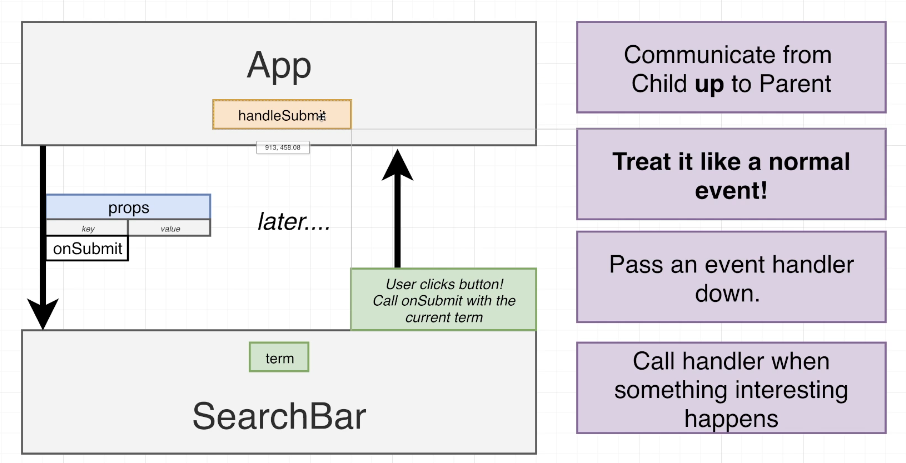 App
handleSubmit
913, 458.08
props
key value
onSubmit
later....
User clicks button!
Call onSubmit with the
current term
term
SearchBar
Communicate from
Child up to Parent
Treat it like a normal
event!
Pass an event handler
down.
Call handler when
something interesting
happens